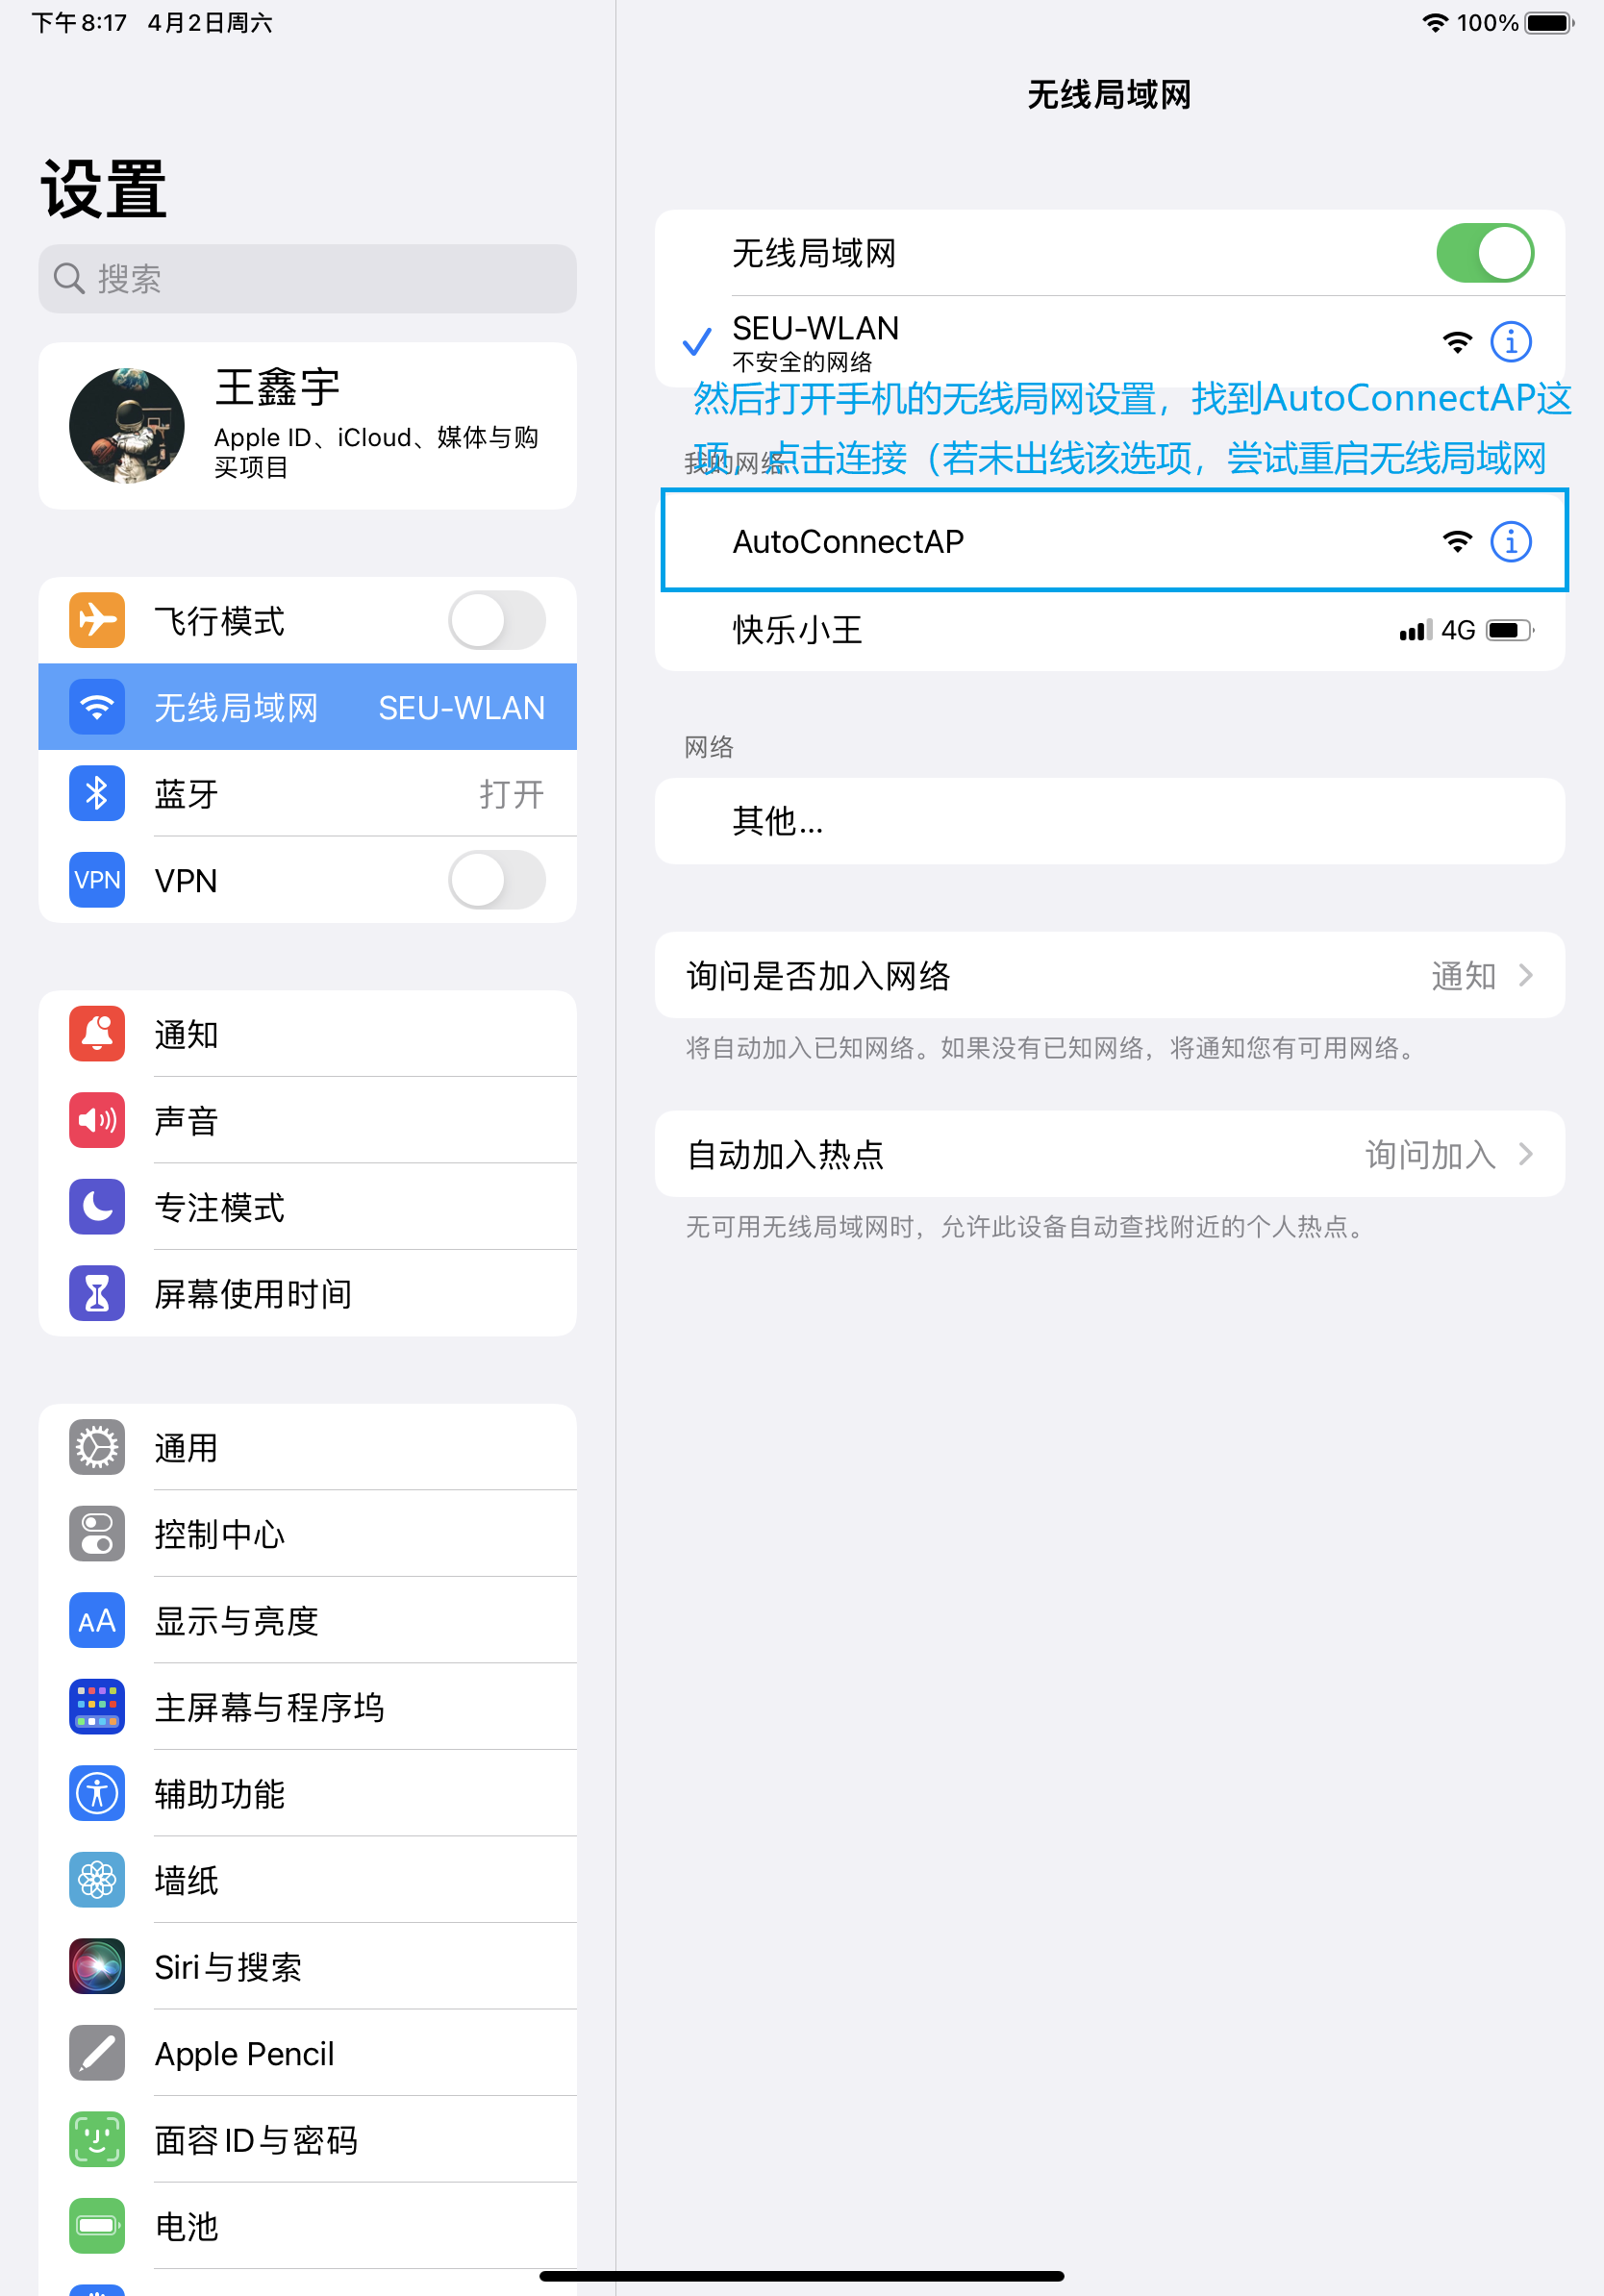 下午8:17 4月2日周六
100%
设置
搜索
王鑫宇
Apple ID、iCloud、媒体与购
买项目
飞行模式
无线局域网 SEU-WLAN
蓝牙 打开
VPN VPN
通知
声音
专注模式
屏幕使用时间
通用
控制中心
AA 显示与亮度
主屏幕与程序坞
辅助功能
墙纸
Siri与搜索
Apple Pencil
面容ID与密码
电池
无线局域网
无线局域网
SEU-WLAN
不安全的网络
然后打开手机的无线局网设置，找到AutoConnectAP这
项，点击连接（若未出线该选项，尝试重启无线局域网
我的网络
AutoConnectAP
快乐小王 4G
网络
其他...
询问是否加入网络 通知
将自动加入已知网络。如果没有已知网络，将通知您有可用网络。
自动加入热点 询问加入
无可用无线局域网时，允许此设备自动查找附近的个人热点。